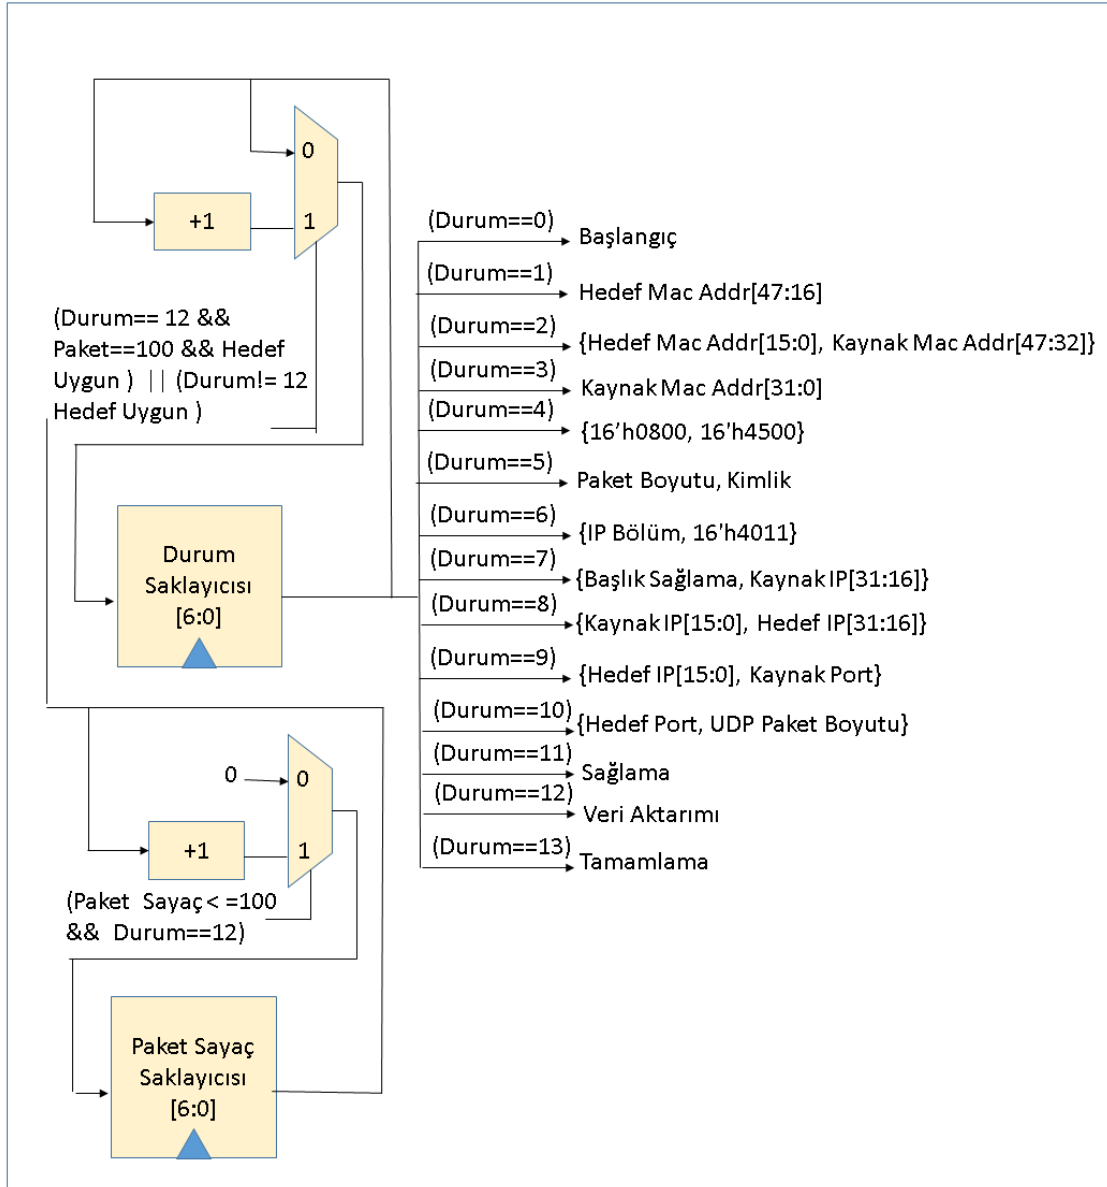 0
+1
1
(Durum== 12 &&
Paket==100 && Hedef
Uygun ) || (Durum!= 12
Hedef Uygun )
Durum
Saklayıcısı
[6:0]
0
0
+1
1
(Paket Sayaç< =100
&& Durum==12)
Paket Sayaç
Saklayıcısı
[6:0]
(Durum==0)
Başlangıç
(Durum==1)
Hedef Mac Addr[47:16]
(Durum==2)
{Hedef Mac Addr[15:0], Kaynak Mac Addr[47:32]}
(Durum==3)
Kaynak Mac Addr[31:0]
(Durum==4)
{16’h0800, 16'h4500}
(Durum==5)
Paket Boyutu, Kimlik
(Durum==6)
{IP Bölüm, 16'h4011}
(Durum==7)
{Başlık Sağlama, Kaynak IP[31:16]}
(Durum==8)
{Kaynak IP[15:0], Hedef IP[31:16]}
(Durum==9)
{Hedef IP[15:0], Kaynak Port}
(Durum==10)
{Hedef Port, UDP Paket Boyutu}
(Durum==11)
Sağlama
(Durum==12)
Veri Aktarımı
(Durum==13)
Tamamlama